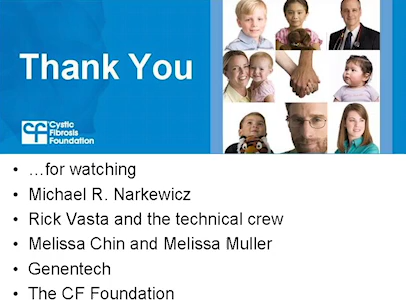 Thank You
CF Cystic
Fibrosis
Foundation
• …for watching
• Michael R. Narkewicz
• Rick Vasta and the technical crew
• Melissa Chin and Melissa Muller
• Genentech
• The CF Foundation